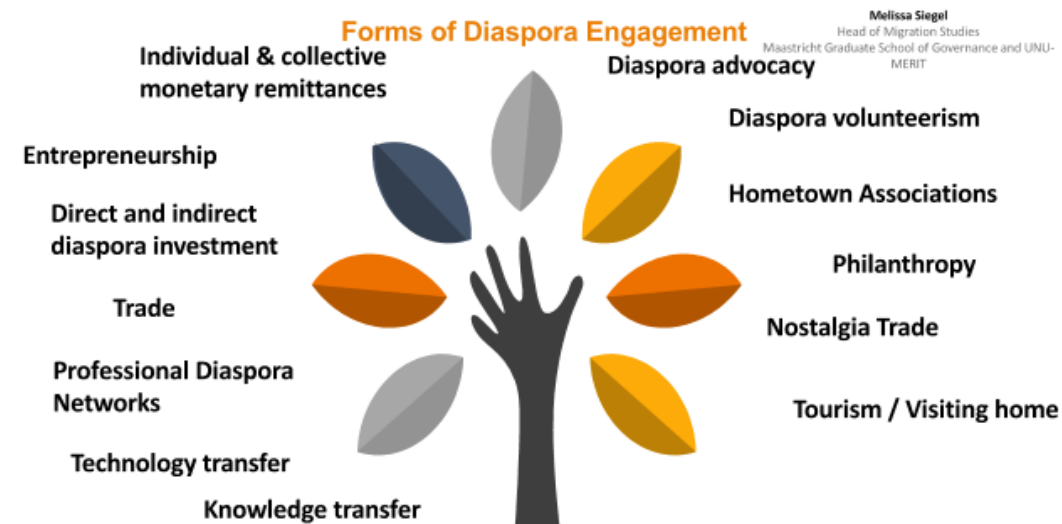 Forms of Diaspora Engagement
Melissa Siegel
Head of Migration Studies
Maastricht Graduate School of Governance and UNU-
MERIT
Individual & collective
monetary remittances
Entrepreneurship
Direct and indirect
diaspora investment
Trade
Professional Diaspora
Networks
Technology transfer
Knowledge transfer
Diaspora advocacy
Diaspora volunteerism
Hometown Associations
Philanthropy
Nostalgia Trade
Tourism / Visiting home